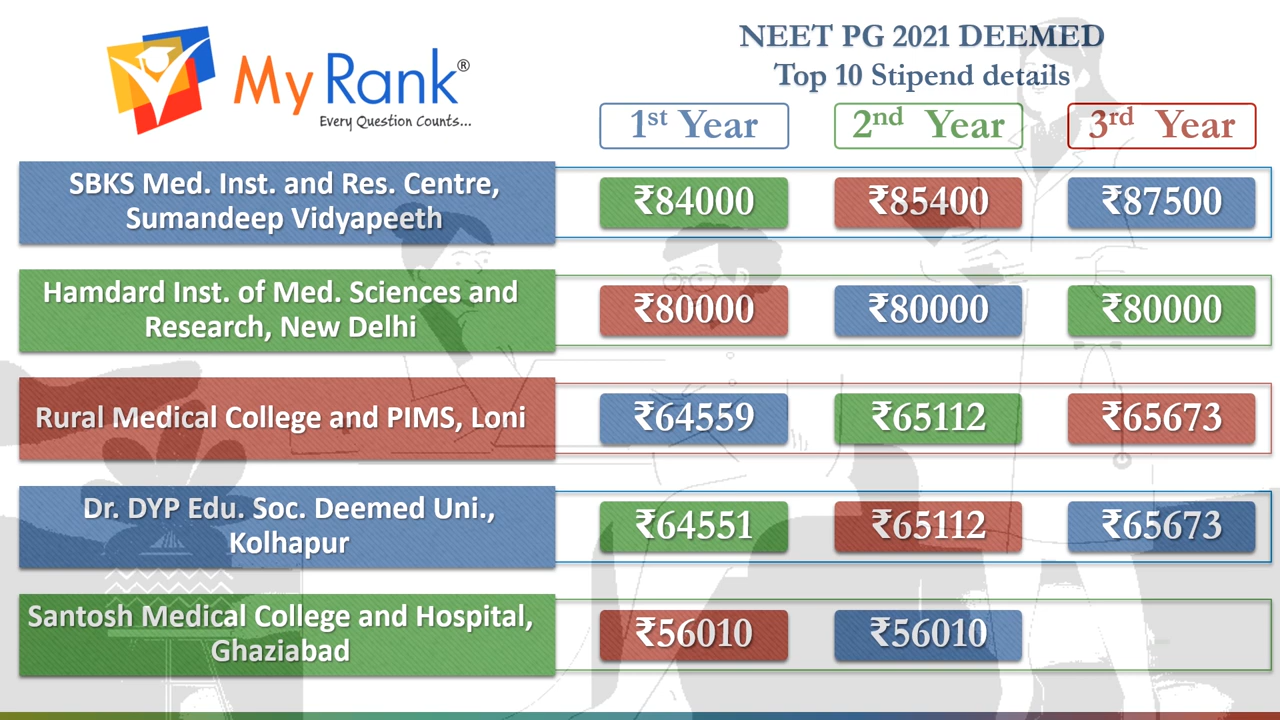 My Rank®
Every Question Counts...
NEET PG 2021 DEEMED
Top 10 Stipend details
1st Year 2nd Year 3rd Year
SBKS Med. Inst. and Res. Centre,
Sumandeep Vidyapeeth
₹84000 ₹85400 ₹87500
Hamdard Inst. of Med. Sciences and
Research, New Delhi
₹80000 ₹80000 ₹80000
Rural Medical College and PIMS, Loni
₹64559 ₹65112 ₹65673
Dr. DYP Edu. Soc. Deemed Uni.,
Kolhapur
₹64551 ₹65112 ₹65673
Santosh Medical College and Hospital,
Ghaziabad
₹56010 ₹56010